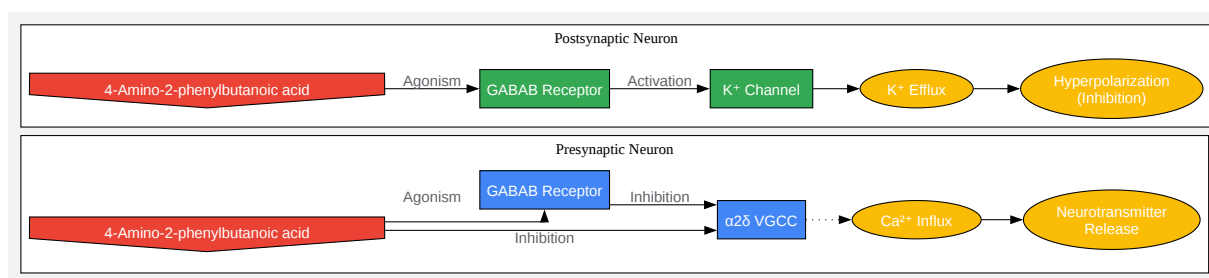 Postsynaptic Neuron
4-Amino-2-phenylbutanoic acid
Agonism
GABAB Receptor
Activation
K⁺ Channel
K⁺ Efflux
Hyperpolarization
(Inhibition)
Presynaptic Neuron
4-Amino-2-phenylbutanoic acid
Agonism
GABAB Receptor
Inhibition
Inhibition
α2δ VGCC
Ca²⁺ Influx
Neurotransmitter
Release